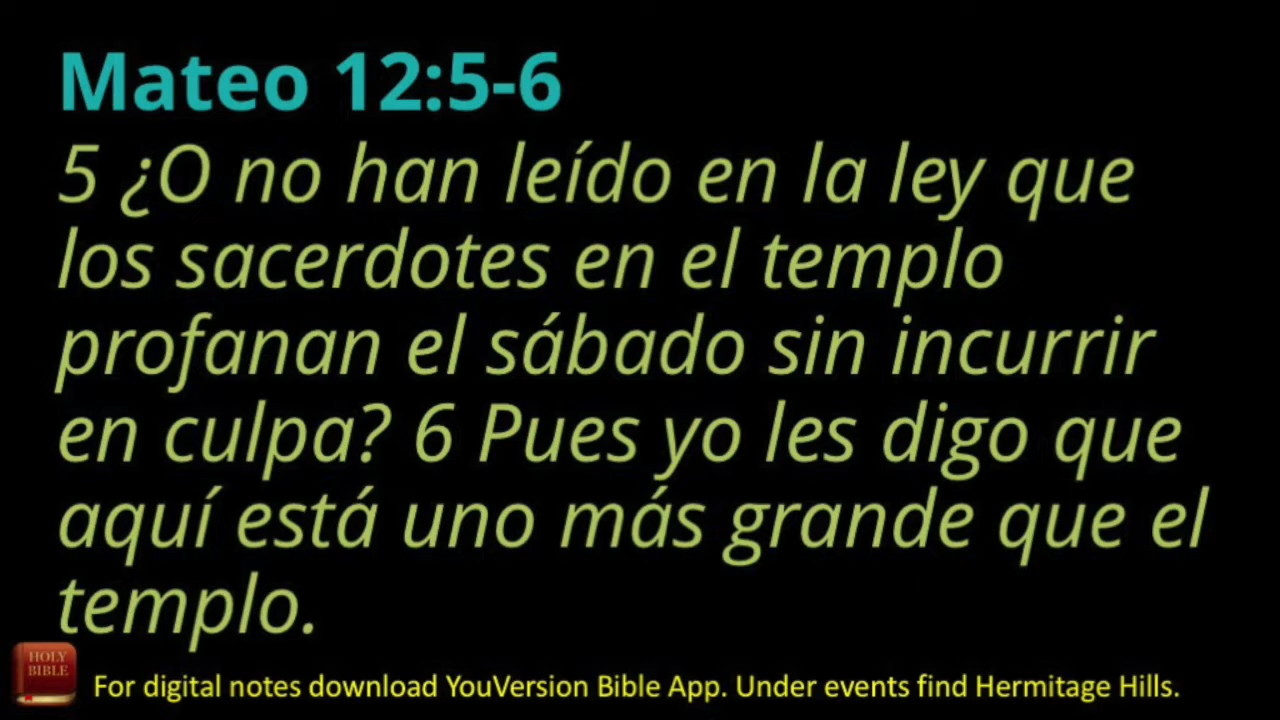 Mateo 12:5-6
5 ¿O no han leído en la ley que
los sacerdotes en el templo
profanan el sábado sin incurrir
en culpa? 6 Pues yo les digo que
aquí está uno más grande que el
templo.
HOLY
BIBLE
For digital notes download YouVersion Bible App. Under events find Hermitage Hills.